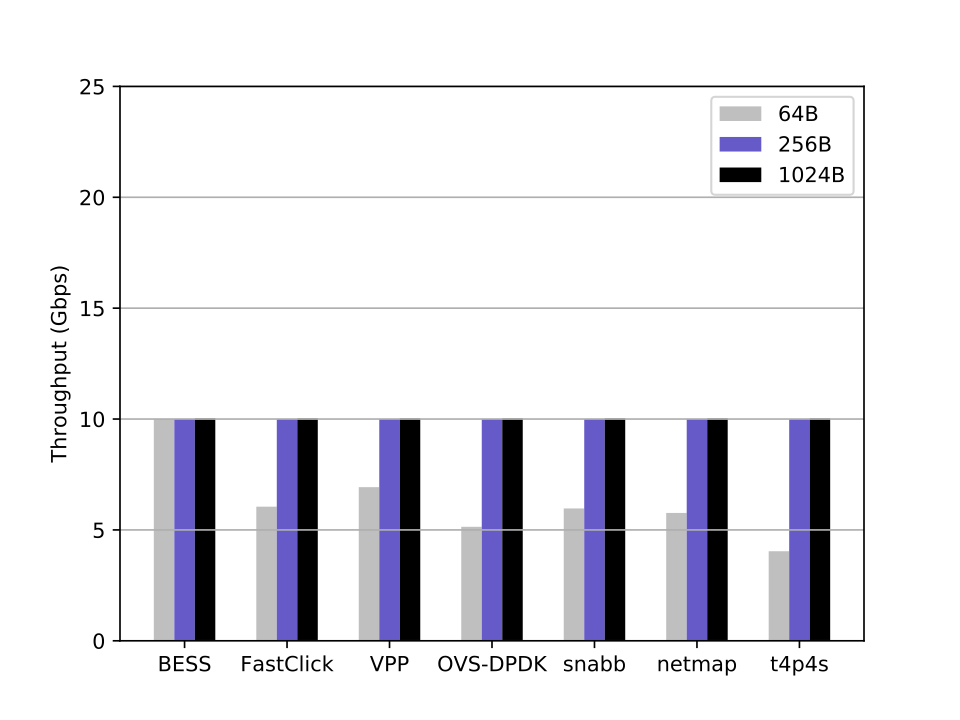 25
20
15
10
5
0
Throughput (Gbps)
64B
256B
1024B
BESS FastClick VPP OVS-DPDK snabb netmap t4p4s